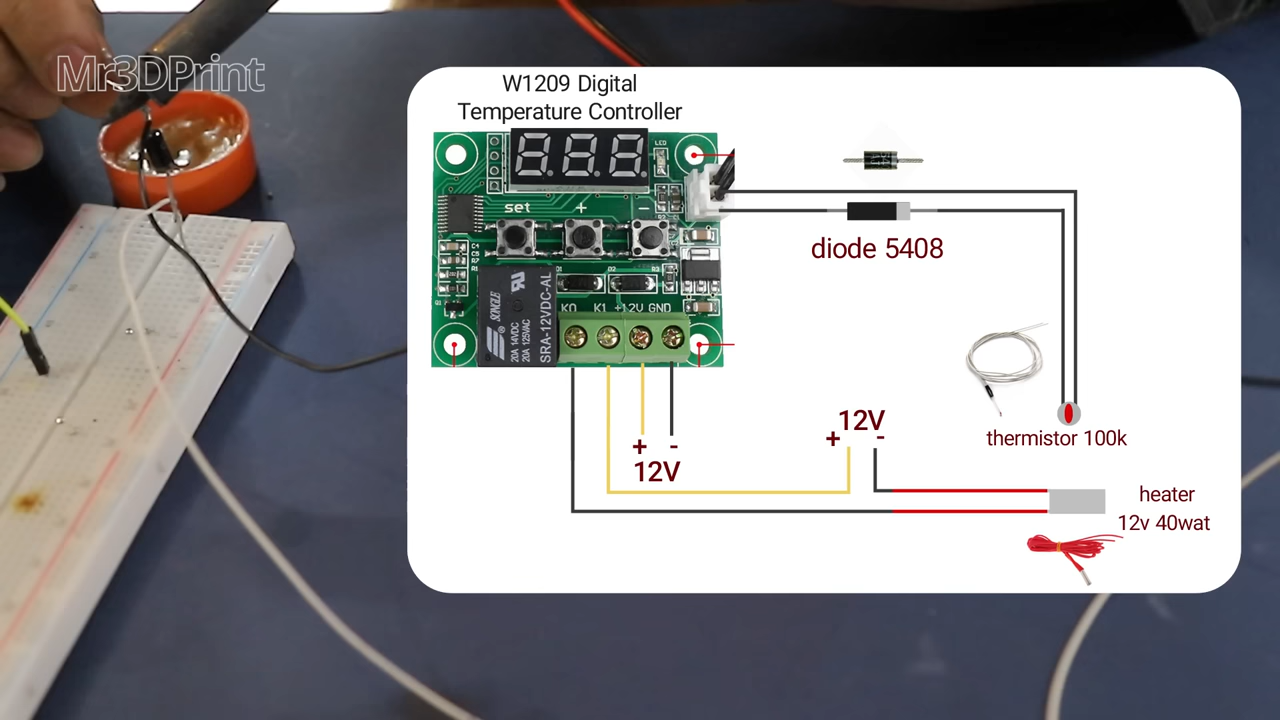 Mr3DPrint
W1209 Digital
Temperature Controller
LED
set + -
diode 5408
SONGLE
20A 14VDC
20A 125VAC
SRA-12VDC-AL
K0 K1 +12V GND
+ -
12V
12V
+ -
thermistor 100k
heater
12v 40wat